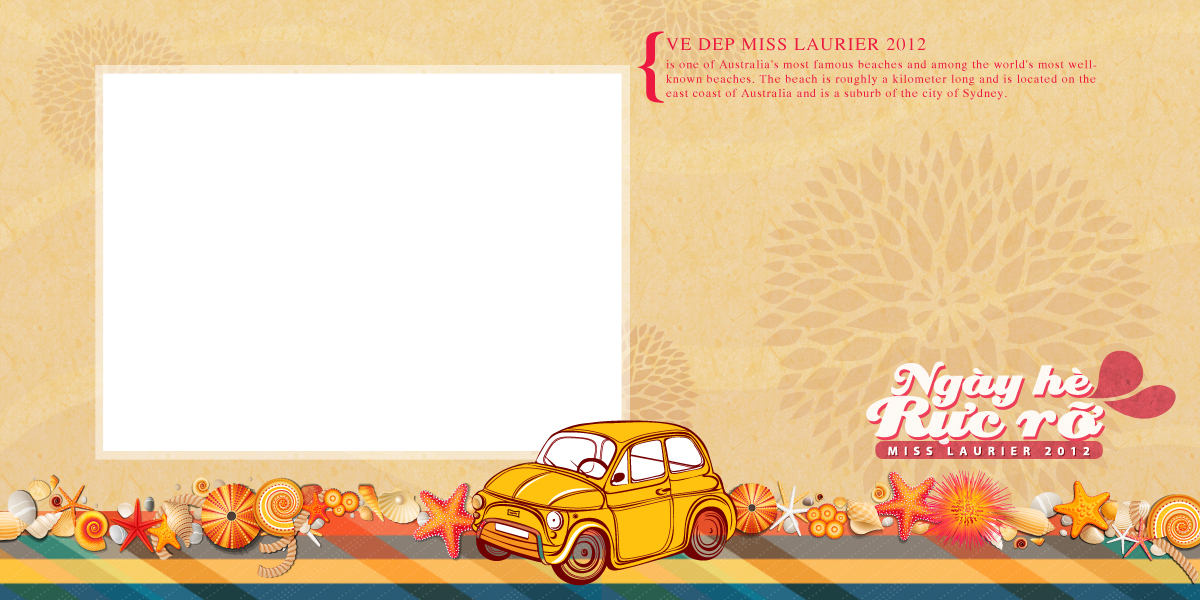 VE DEP MISS LAURIER 2012
is one of Australia's most famous beaches and among the world's most well-
known beaches. The beach is roughly a kilometer long and is located on the
east coast of Australia and is a suburb of the city of Sydney.
Ngày hè
Rực rỡ
MISS LAURIER 2012